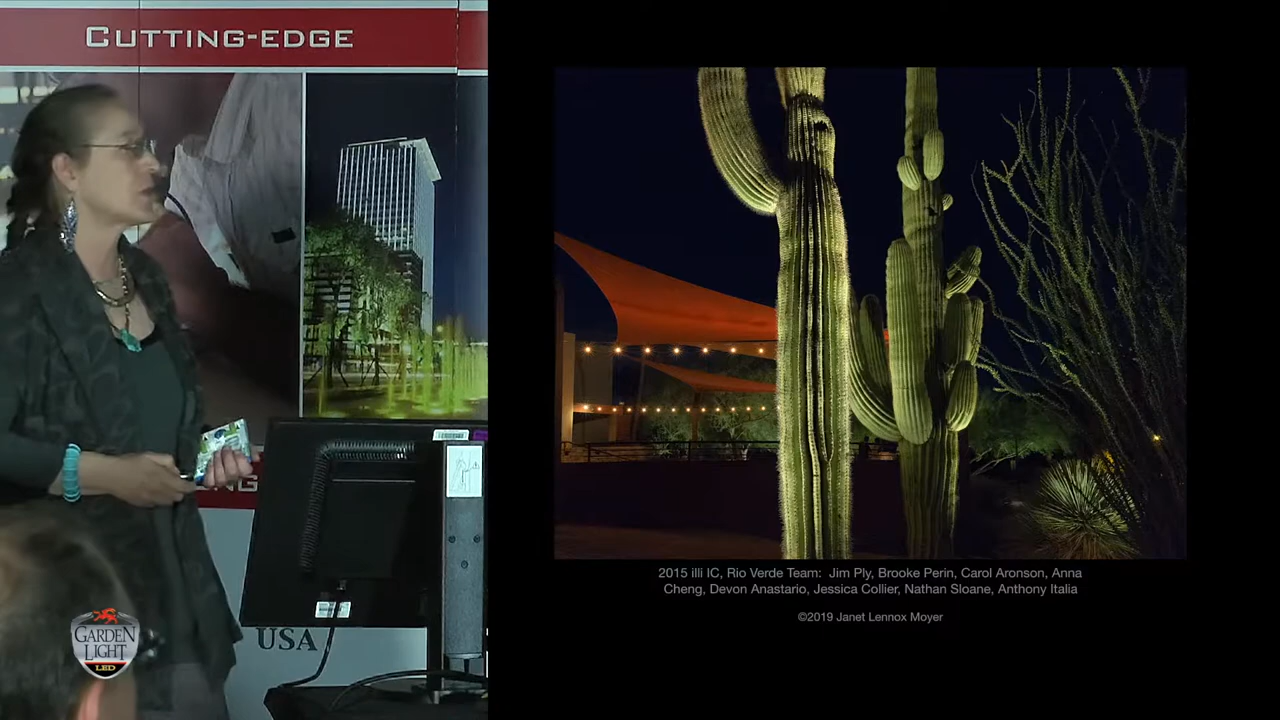 CUTTING-EDGE
NG
USA
GARDEN
LIGHT
LED
2015 illi IC, Rio Verde Team: Jim Ply, Brooke Perin, Carol Aronson, Anna
Cheng, Devon Anastario, Jessica Collier, Nathan Sloane, Anthony Italia
©2019 Janet Lennox Moyer